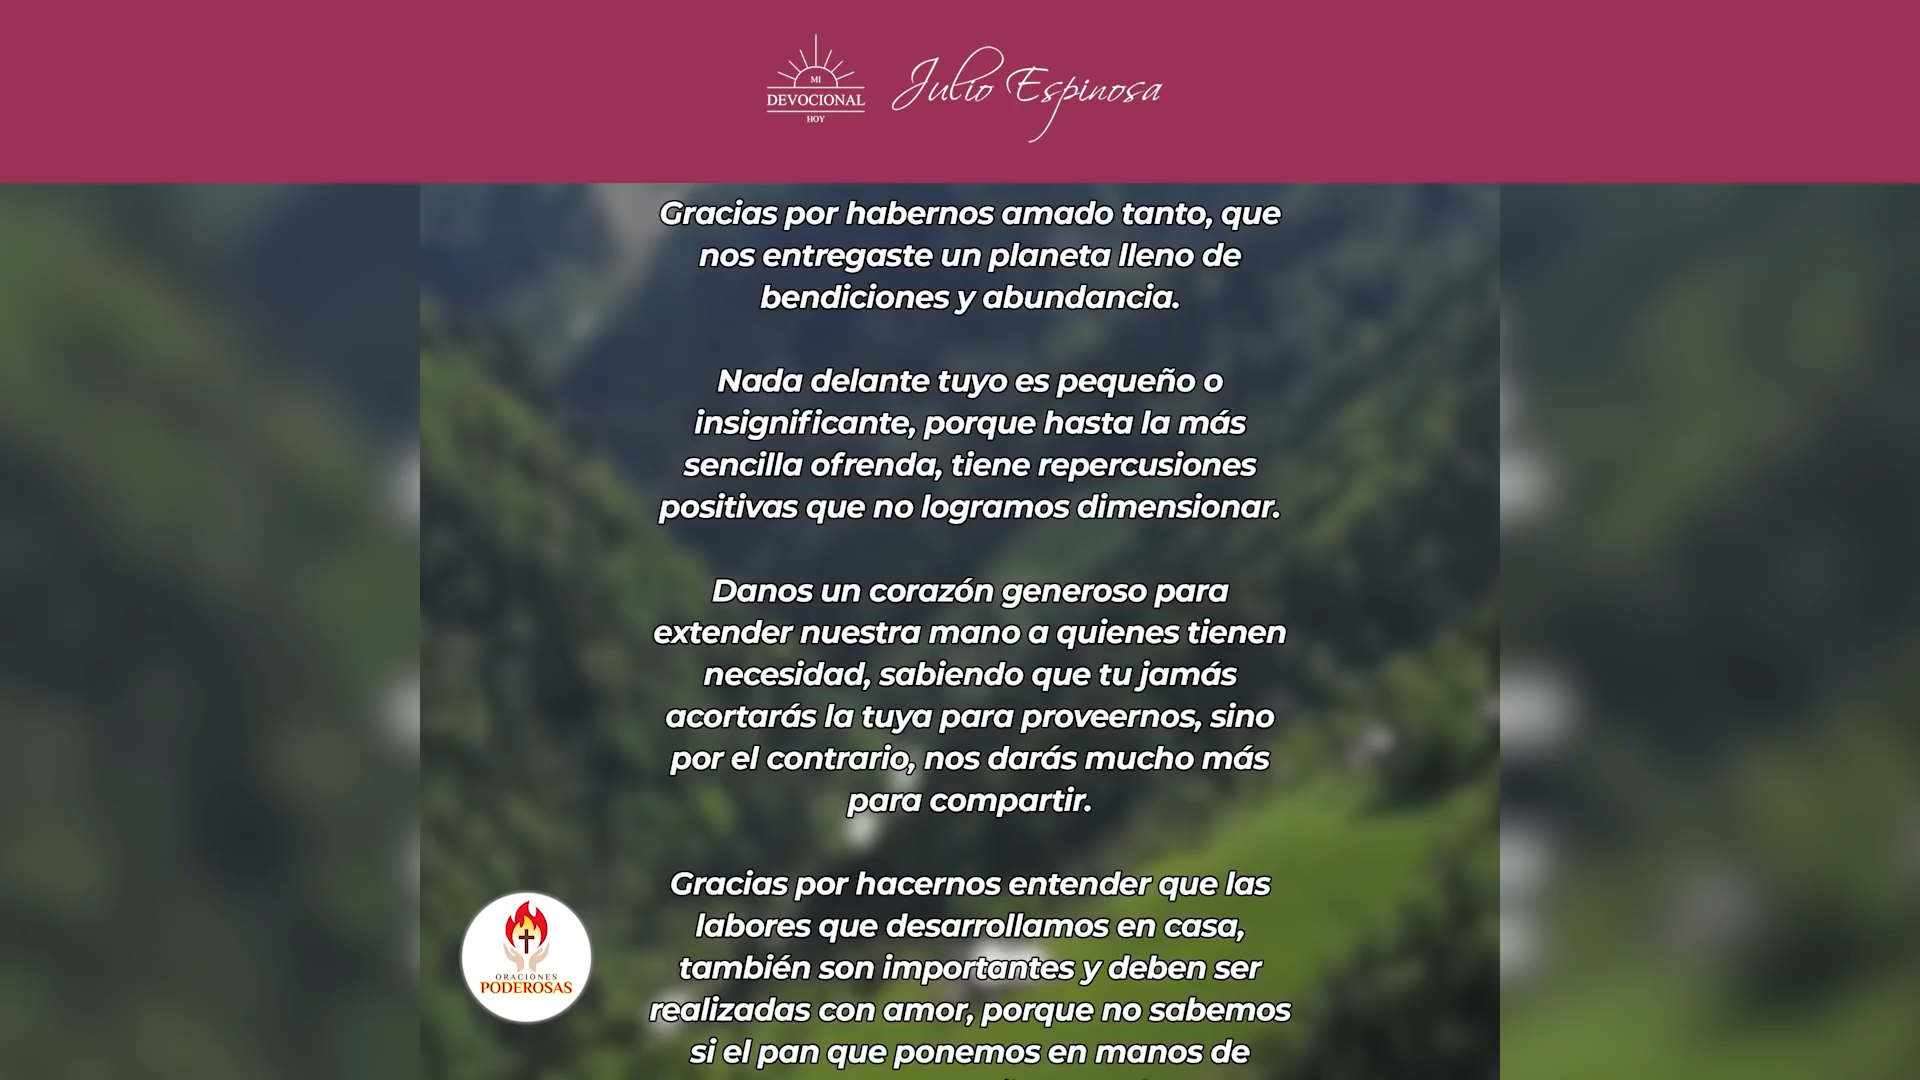 MI
DEVOCIONAL
HOY
Julio Espinosa
Gracias por habernos amado tanto, que
nos entregaste un planeta lleno de
bendiciones y abundancia.
Nada delante tuyo es pequeño o
insignificante, porque hasta la más
sencilla ofrenda, tiene repercusiones
positivas que no logramos dimensionar.
Danos un corazón generoso para
extender nuestra mano a quienes tienen
necesidad, sabiendo que tu jamás
acortarás la tuya para proveernos, sino
por el contrario, nos darás mucho más
para compartir.
Gracias por hacernos entender que las
labores que desarrollamos en casa,
también son importantes y deben ser
realizadas con amor, porque no sabemos
si el pan que ponemos en manos de
ORACIONES
PODEROSAS